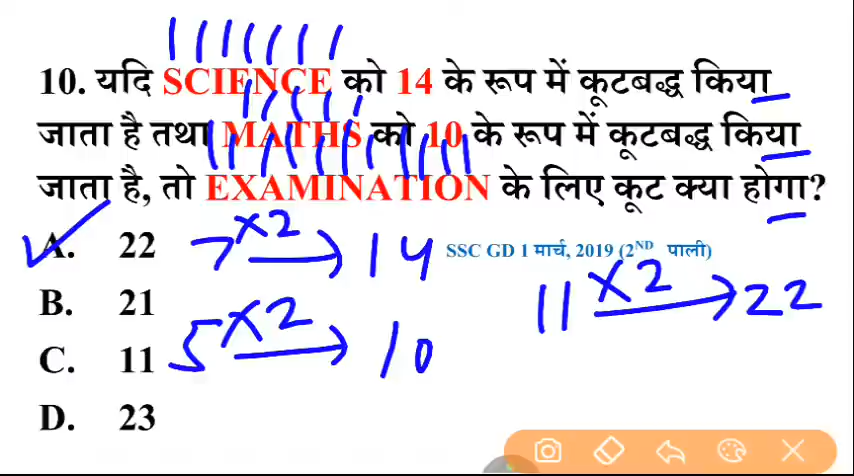 10. यदि SCIENCE को 14 के रूप में कूटबद्ध किया
जाता है तथा MATHS को 10 के रूप में कूटबद्ध किया
जाता है, तो EXAMINATION के लिए कूट क्या होगा?
A. 22 7 ×2 14 SSC GD 1 मार्च, 2019 (2ND पाली)
B. 21 11 ×2 22
C. 11 5 ×2 10
D. 23